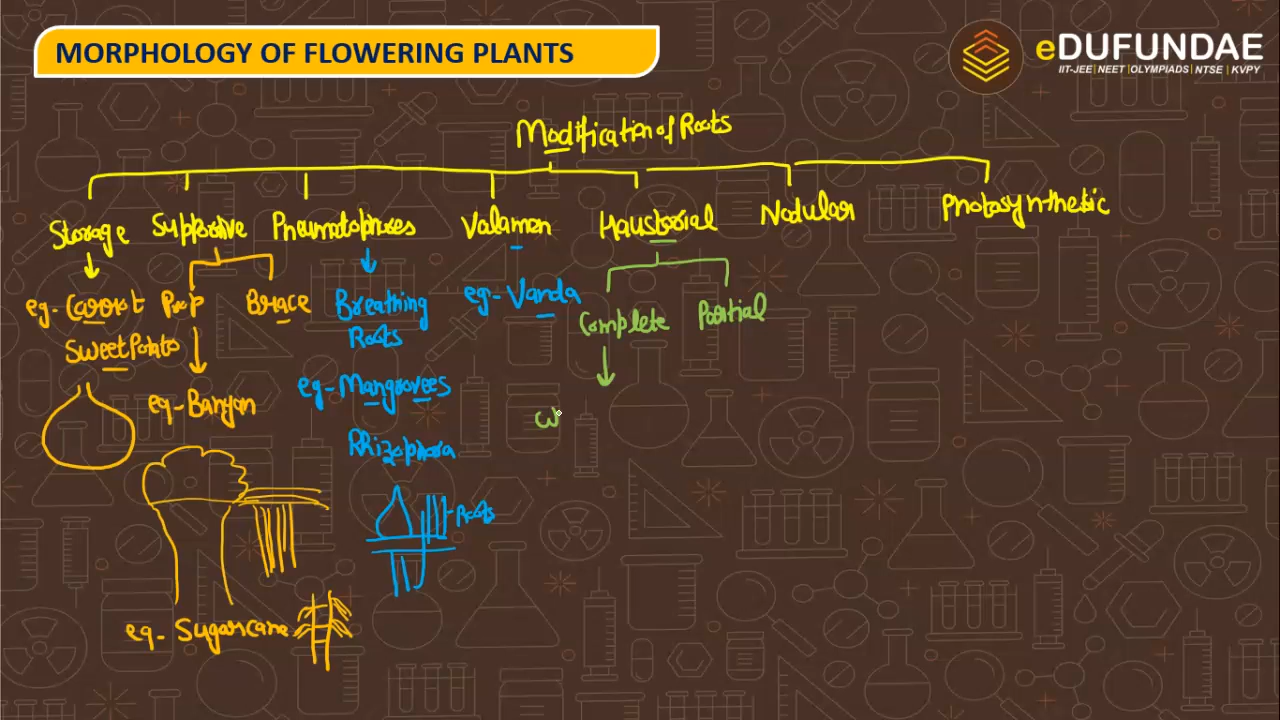 MORPHOLOGY OF FLOWERING PLANTS
eDUFUNDAE
IIT-JEE|NEET|OLYMPIADS|NTSE|KVPY
Modification of Roots
Storage Supportive Pneumatophores Valamen Haustorial Nodular Photosynthetic
eg- Carrot Prop Brace Breathing eg- Vanda Complete Partial
Sweet Potato Roots
eg- Banyan eg- Mangrovees
ω
Rhizophora
Roots
eg- Sugarcane